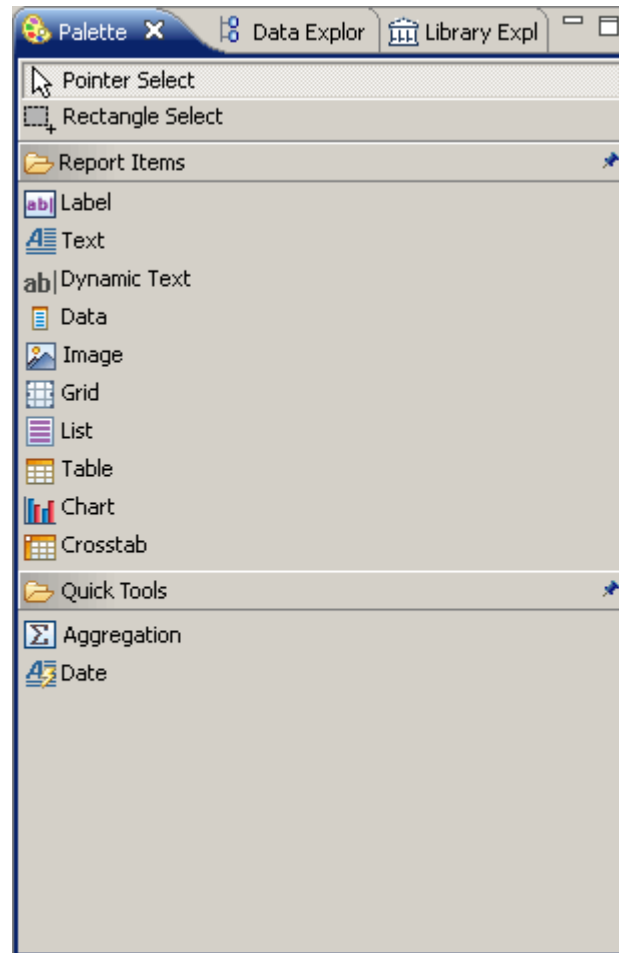 Palette Data Explor Library Expl
Pointer Select
Rectangle Select
Report Items
Label
Text
Dynamic Text
Data
Image
Grid
List
Table
Chart
Crosstab
Quick Tools
Aggregation
Date